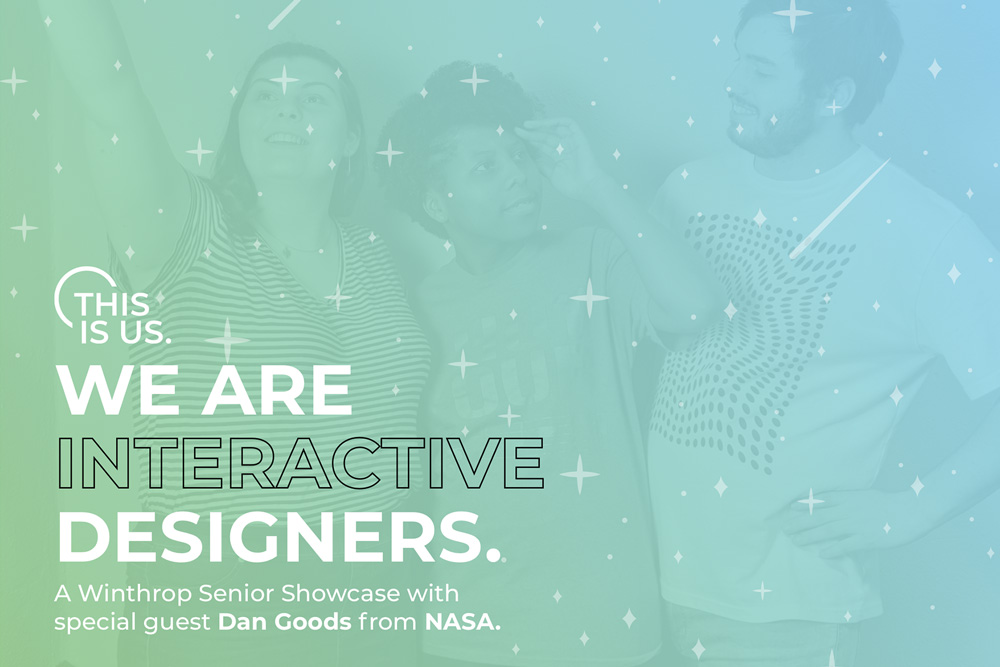 THIS
IS US.
WE ARE
INTERACTIVE
DESIGNERS.
A Winthrop Senior Showcase with
special guest Dan Goods from NASA.